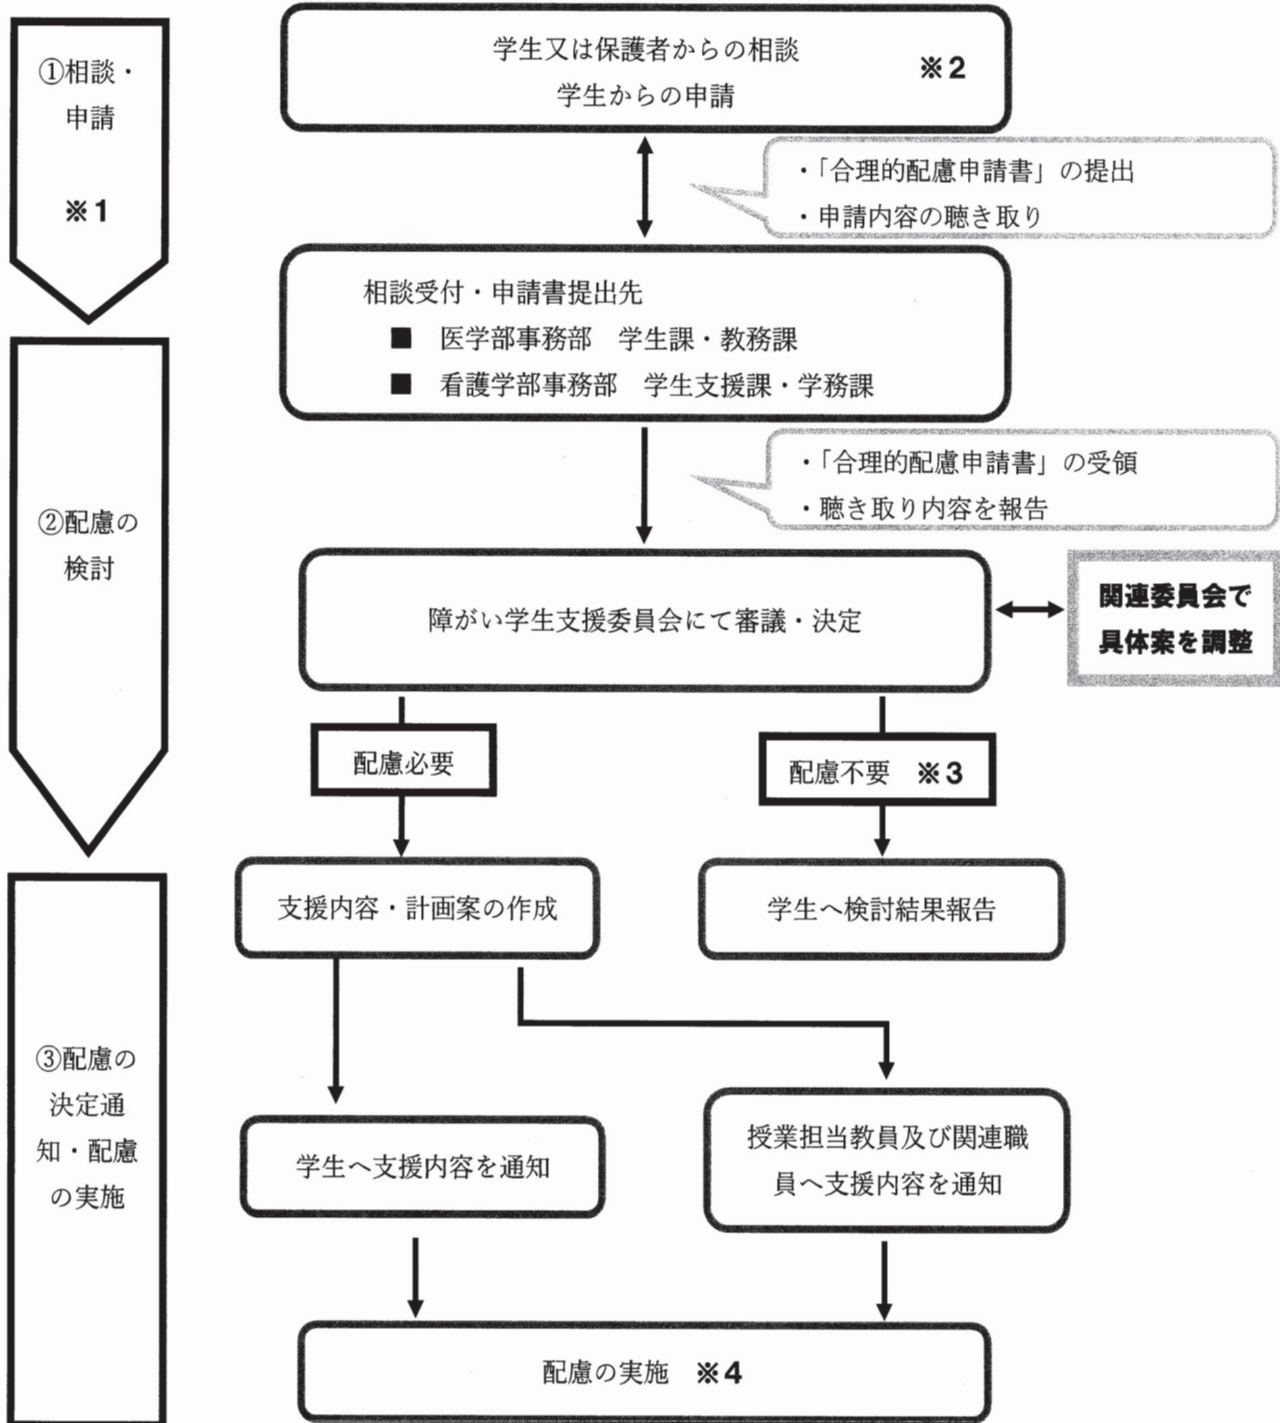 ①相談・
申請
※1
学生又は保護者からの相談
学生からの申請
※2
・「合理的配慮申請書」の提出
・申請内容の聴き取り
相談受付・申請書提出先
■ 医学部事務部 学生課・教務課
■ 看護学部事務部 学生支援課・学務課
・「合理的配慮申請書」の受領
・聴き取り内容を報告
②配慮の
検討
障がい学生支援委員会にて審議・決定
関連委員会で
具体案を調整
配慮必要
配慮不要 ※3
支援内容・計画案の作成
学生へ検討結果報告
③配慮の
決定通
知・配慮
の実施
学生へ支援内容を通知
授業担当教員及び関連職
員へ支援内容を通知
配慮の実施 ※4